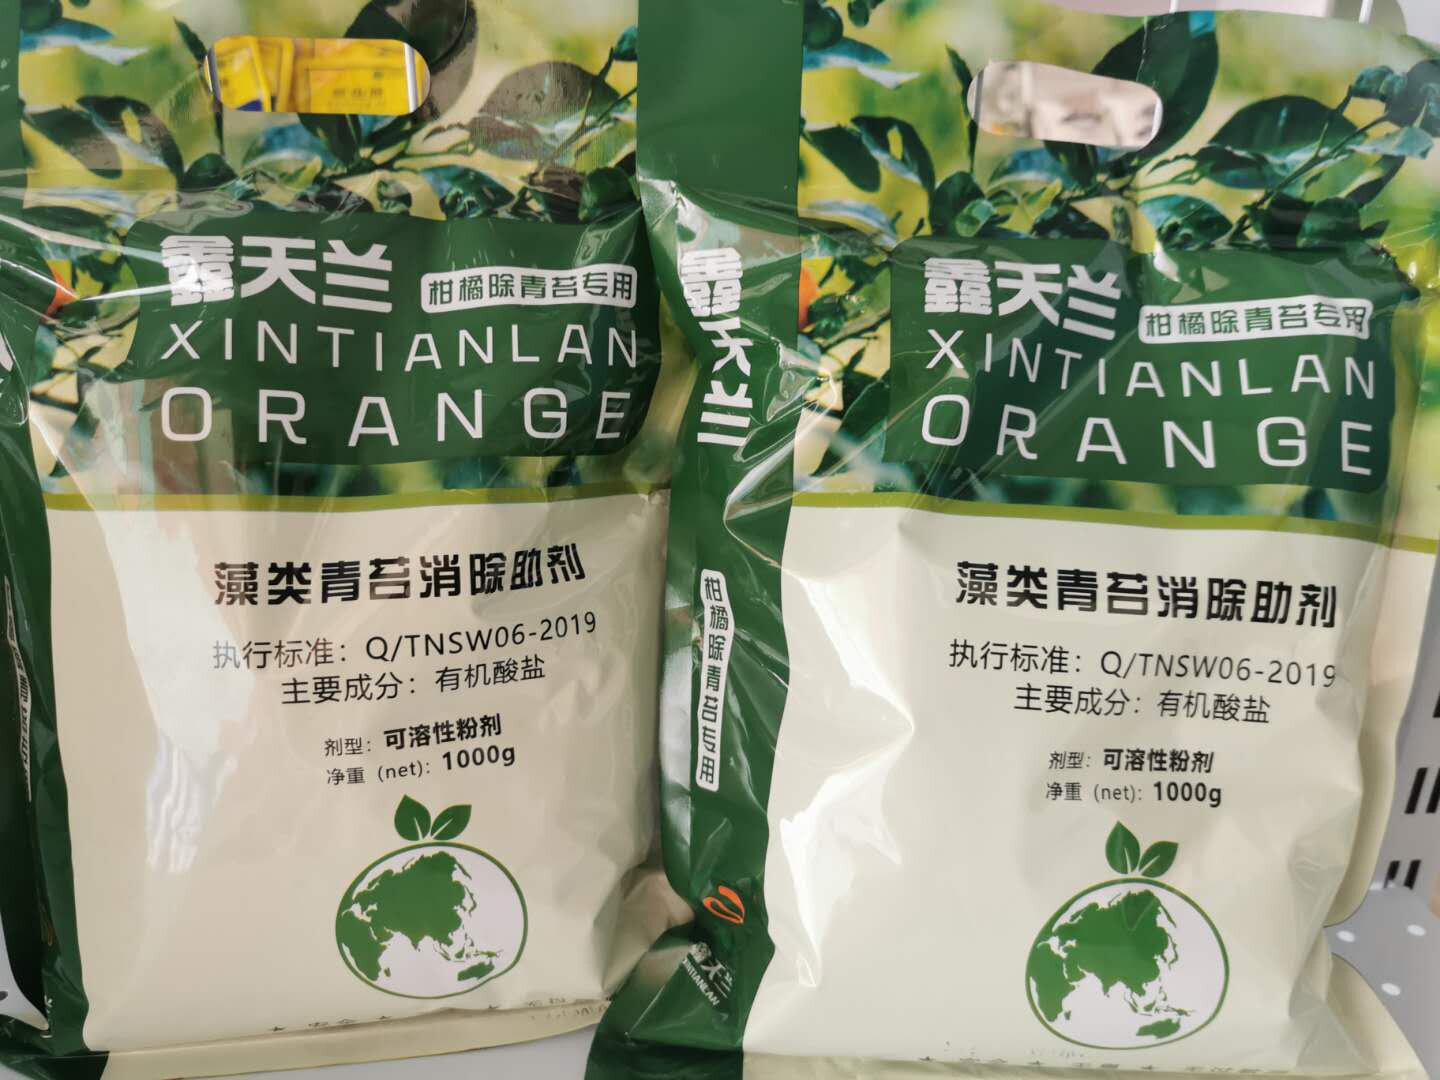 鑫天兰
柑橘除青苔专用
XINTIANLAN
ORANGE
藻类青苔消除助剂
执行标准：Q/TNSW06-2019
主要成分：有机酸盐
剂型：可溶性粉剂
净重 (net)：1000g
鑫天兰
柑橘除青苔专用
鑫天兰
XINTIANLAN
鑫天兰
柑橘除青苔专用
XINTIANLAN
ORANGE
藻类青苔消除助剂
执行标准：Q/TNSW06-2019
主要成分：有机酸盐
剂型：可溶性粉剂
净重 (net)：1000g